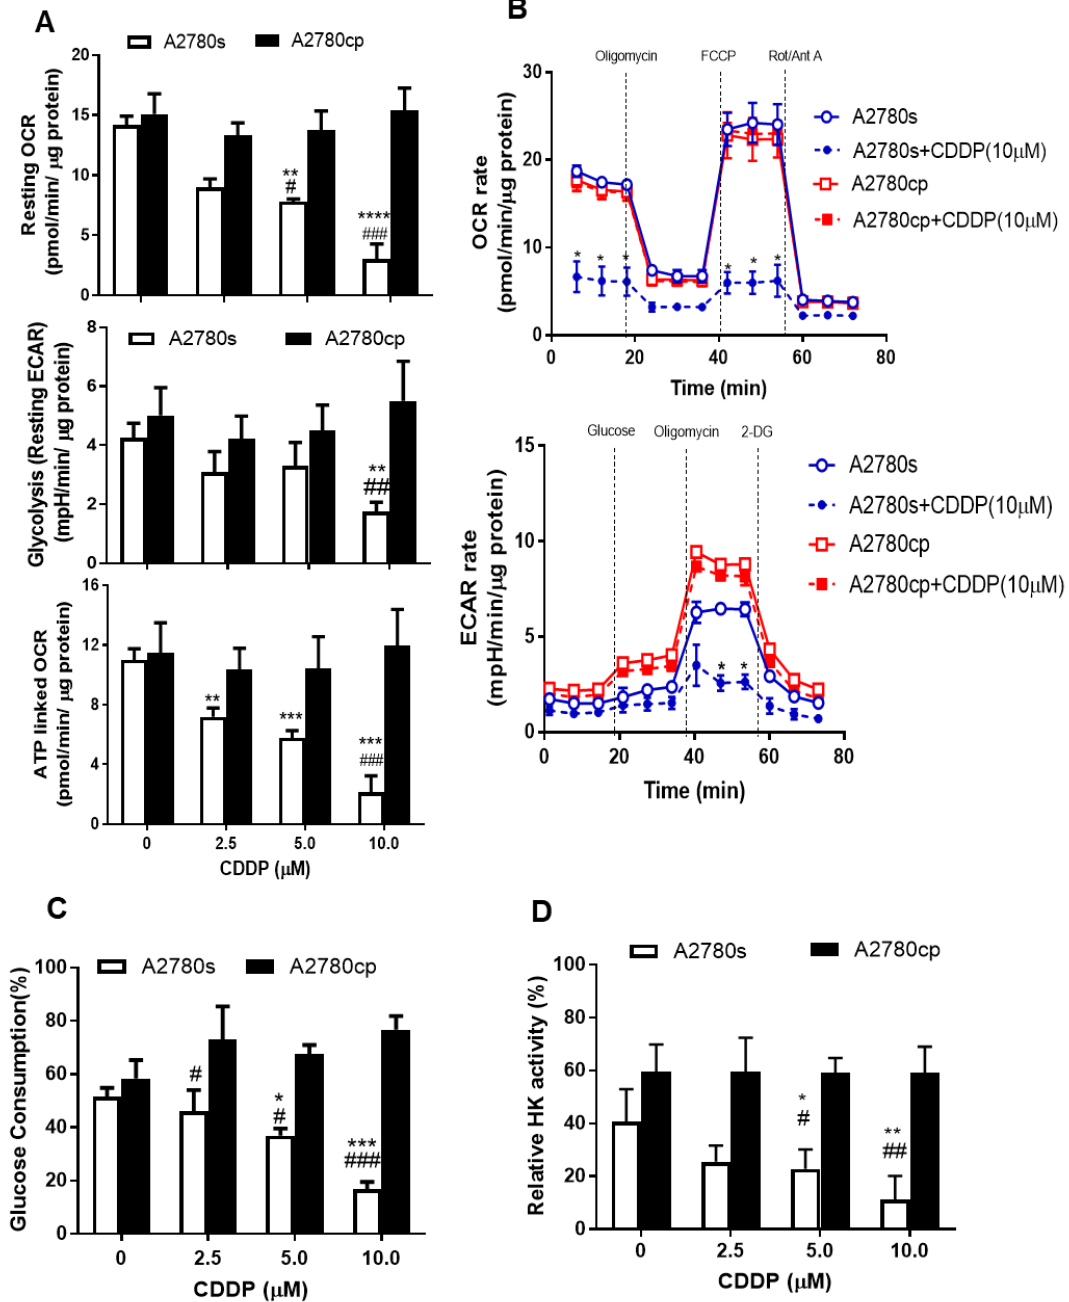 A
A2780s
A2780cp
Resting OCR
(pmol/min/ μg protein)
20
15
10
5
0
**
#
****
###
A2780s
A2780cp
Glycolysis (Resting ECAR)
(mpH/min/ μg protein)
8
6
4
2
0
**
##
ATP linked OCR
(pmol/min/ μg protein)
16
12
8
4
0
**
***
***
###
0
2.5
5.0
10.0
CDDP (μM)
B
Oligomycin
FCCP
Rot/Ant A
OCR rate
(pmol/min/μg protein)
30
20
10
0
* * * * * *
0
20
40
60
80
Time (min)
A2780s
A2780s+CDDP(10μM)
A2780cp
A2780cp+CDDP(10μM)
Glucose
Oligomycin
2-DG
ECAR rate
(mpH/min/μg protein)
15
10
5
0
* *
0
20
40
60
80
Time (min)
A2780s
A2780s+CDDP(10μM)
A2780cp
A2780cp+CDDP(10μM)
C
A2780s
A2780cp
Glucose Consumption(%)
100
80
60
40
20
0
#
*
#
***
###
0
2.5
5.0
10.0
CDDP (μM)
D
A2780s
A2780cp
Relative HK activity (%)
100
80
60
40
20
0
*
#
**
##
0
2.5
5.0
10.0
CDDP (μM)